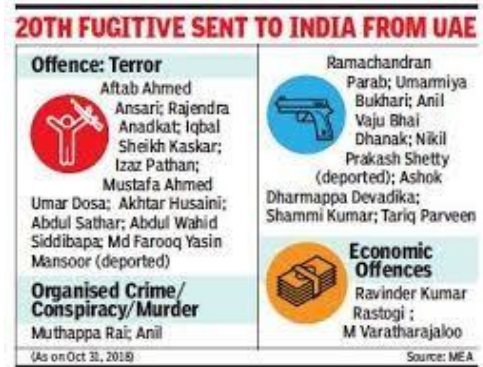 20TH FUGITIVE SENT TO INDIA FROM UAE
Offence: Terror
Aftab Ahmed
Ansari; Rajendra
Anadkat; Iqbal
Sheikh Kaskar;
Izaz Pathan;
Mustafa Ahmed
Umar Dosa; Akhtar Husaini;
Abdul Sathar; Abdul Wahid
Siddibapa; Md Farooq Yasin
Mansoor (deported)
Organised Crime/
Conspiracy/Murder
Muthappa Rai; Anil
Ramachandran
Parab; Umarmiya
Bukhari; Anil
Vaju Bhai
Dhanak; Nikil
Prakash Shetty
(deported); Ashok
Dharmappa Devadika;
Shammi Kumar; Tariq Parveen
Economic
Offences
Ravinder Kumar
Rastogi ;
M Varatharajaloo
(As on Oct 31, 2018)
Source: MEA